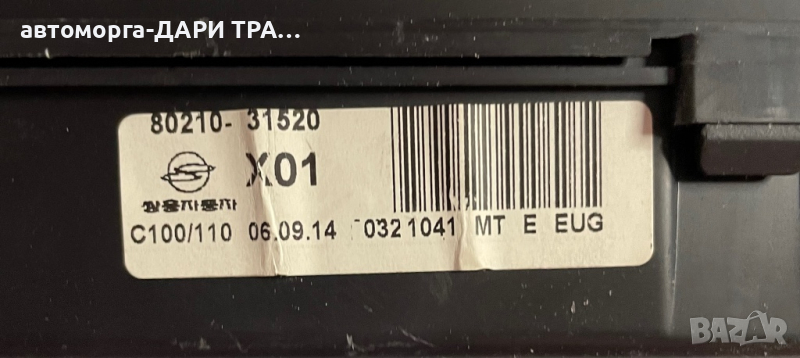 автоморга-ДАРИ ТРА...
80210- 31520
X01
쌍용자동차
C100/110 06.09.14 0321041 MT E EUG
BAZAR